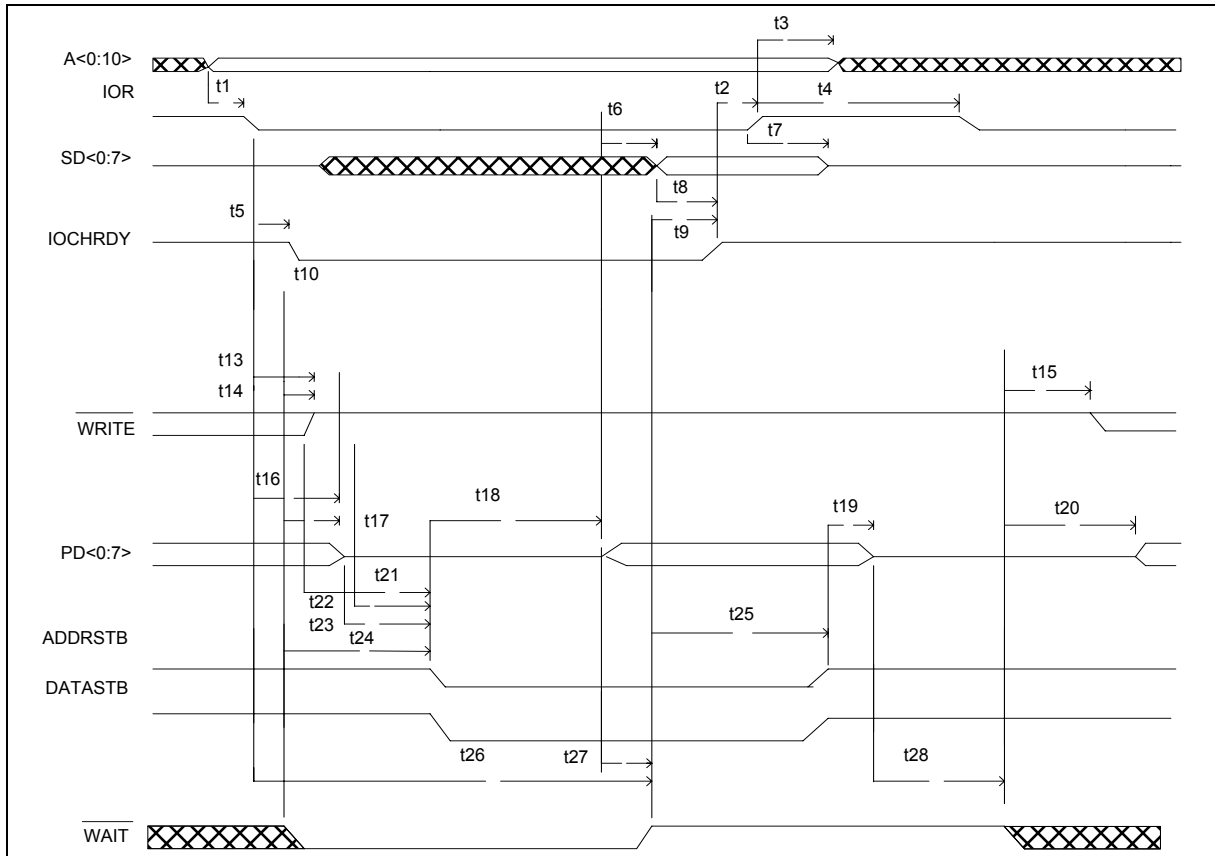 t3
A<0:10>
t1
t2
t4
IOR
t6
t7
SD<0:7>
t8
t5
t9
IOCHRDY
t10
t13
t15
t14
WRITE
t16
t18
t19
t20
t17
PD<0:7>
t21
t22
t23
t25
t24
ADDRSTB
DATASTB
t26
t27
t28
WAIT